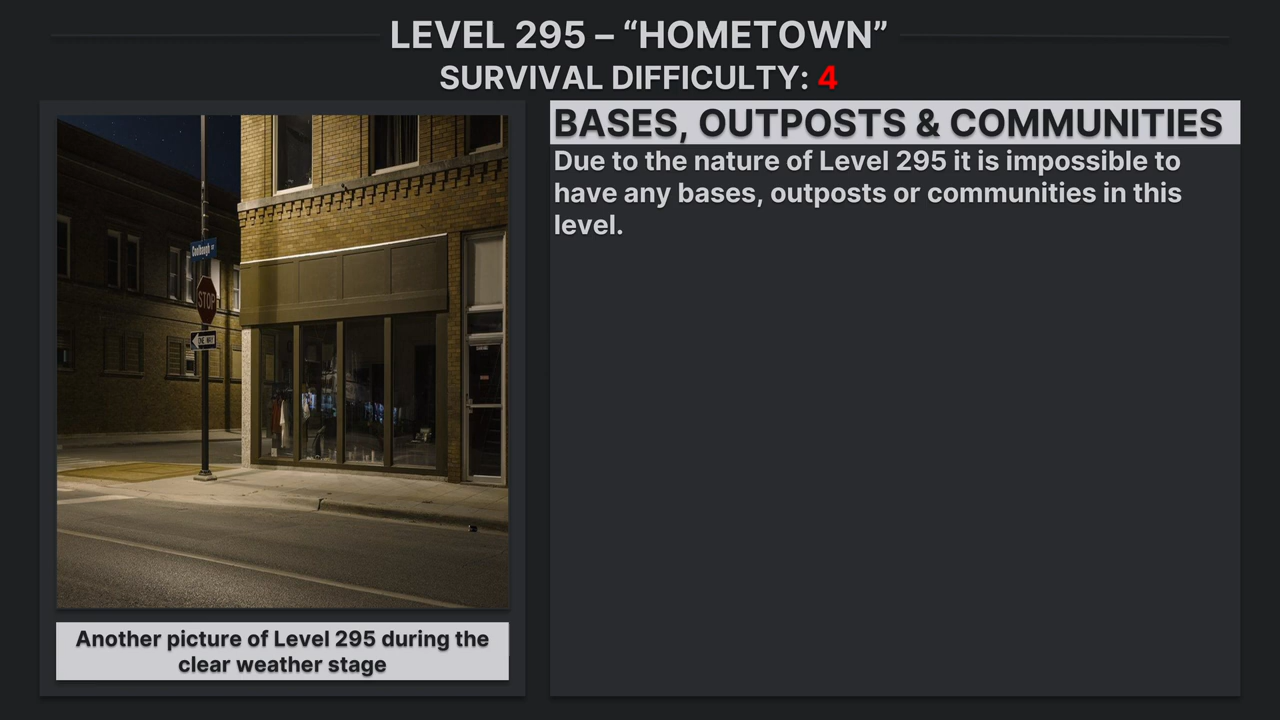 LEVEL 295 – “HOMETOWN”
SURVIVAL DIFFICULTY: 4
Coolbaugh ST
STOP
ONE WAY
Another picture of Level 295 during the
clear weather stage
BASES, OUTPOSTS & COMMUNITIES
Due to the nature of Level 295 it is impossible to
have any bases, outposts or communities in this
level.